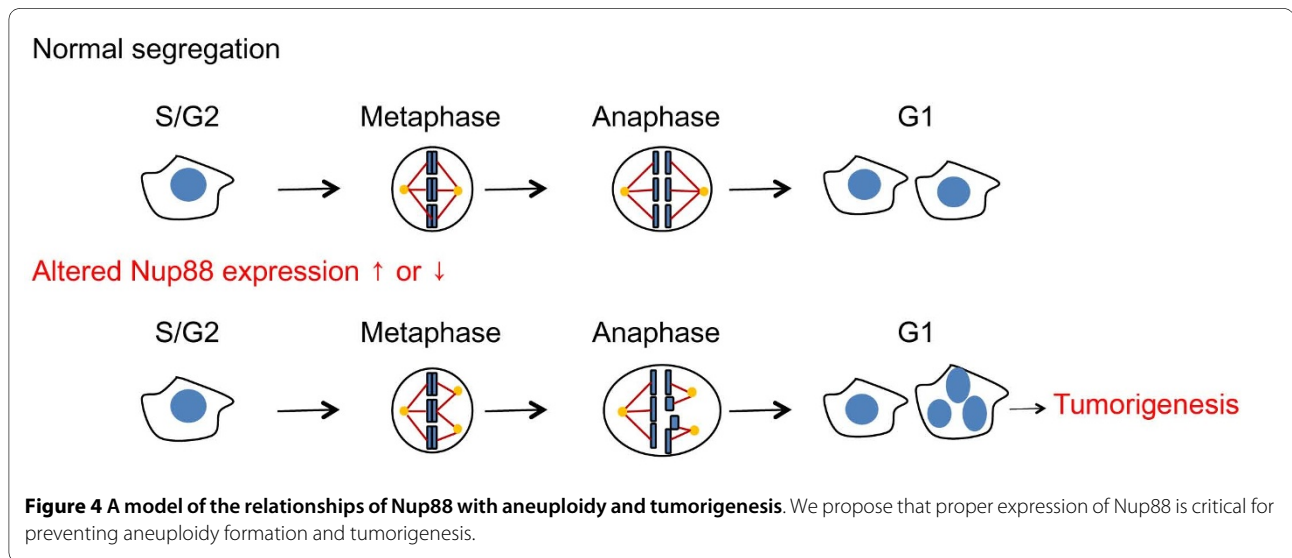 Normal segregation
S/G2 Metaphase Anaphase G1
Altered Nup88 expression ↑ or ↓
S/G2 Metaphase Anaphase G1
Tumorigenesis
Figure 4 A model of the relationships of Nup88 with aneuploidy and tumorigenesis. We propose that proper expression of Nup88 is critical for
preventing aneuploidy formation and tumorigenesis.